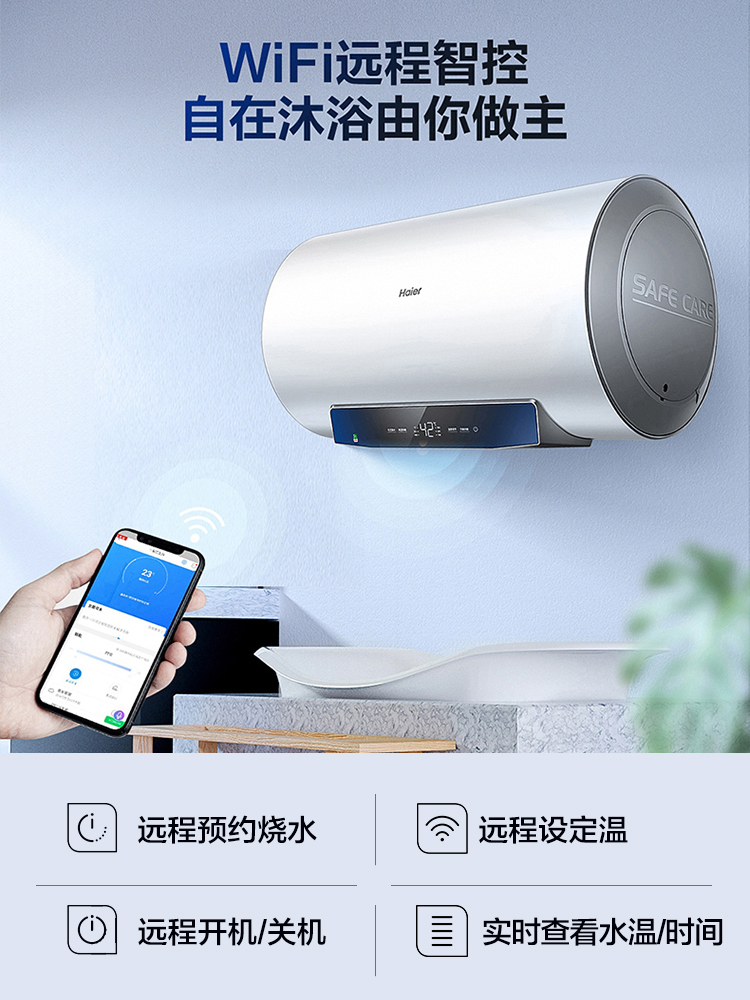 WiFi远程智控
自在沐浴由你做主
Haier
SAFE CARE
42
23°
远程预约烧水
远程设定温
远程开机/关机
实时查看水温/时间